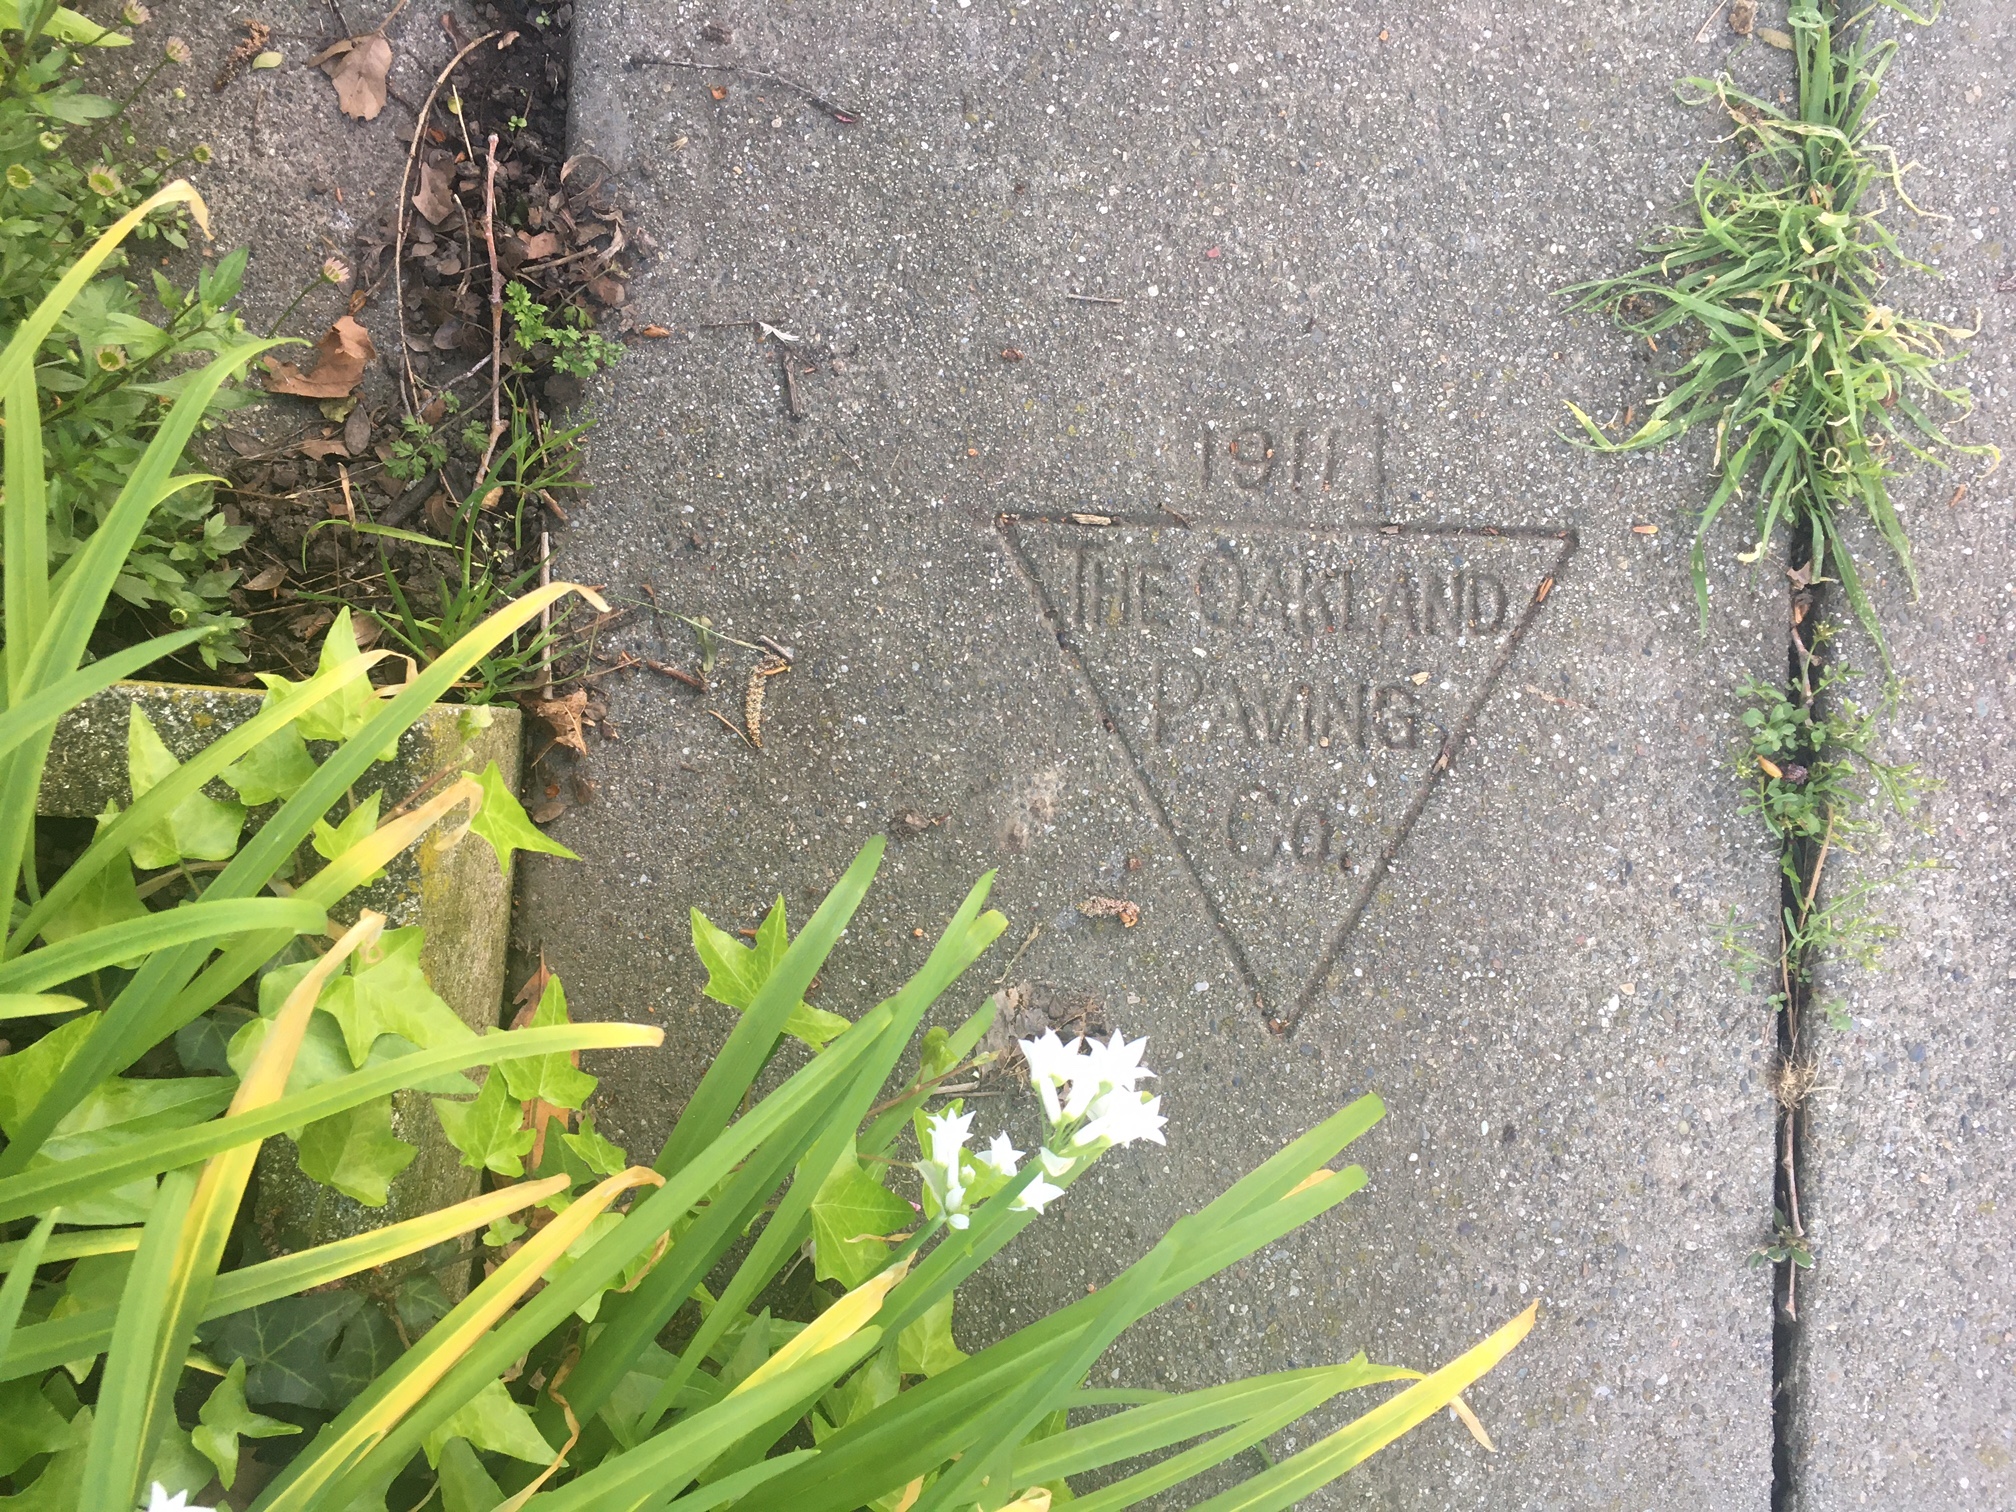 1911
THE OAKLAND
PAVING
Co.